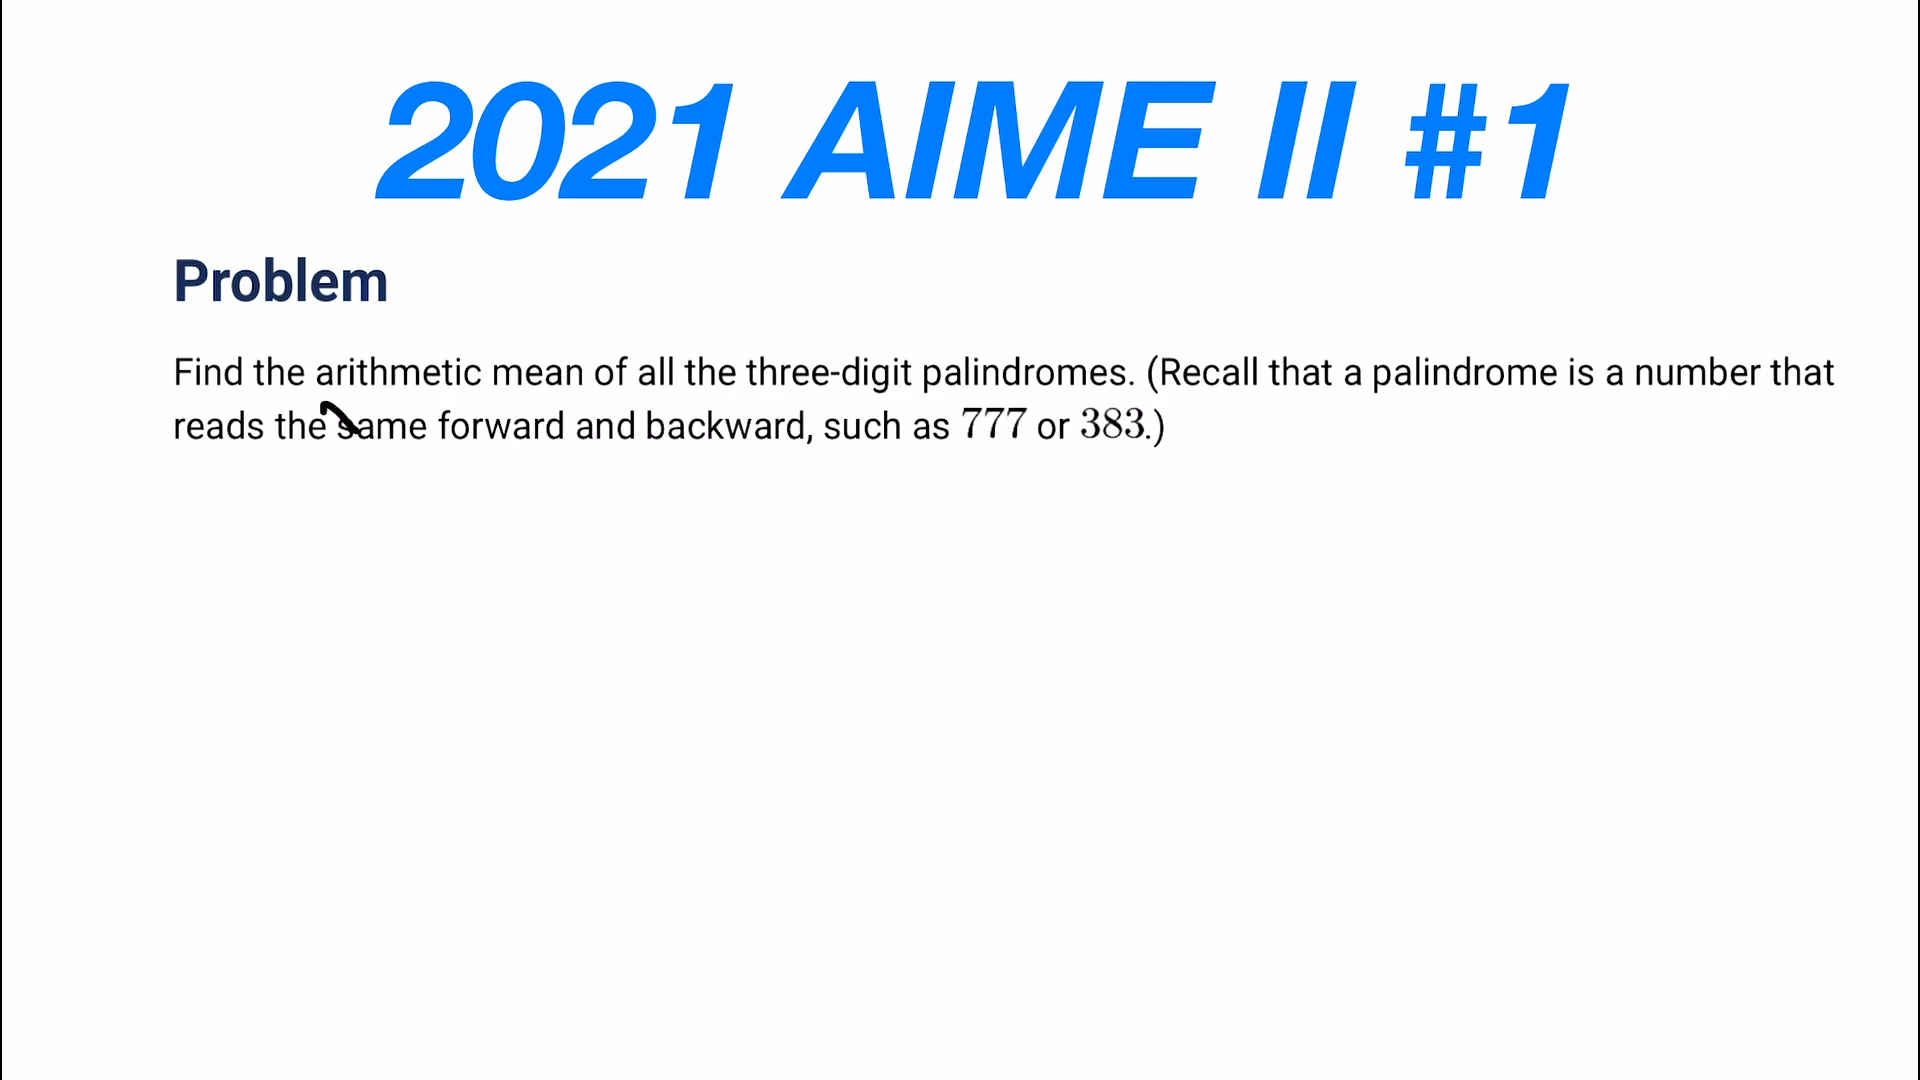 2021 AIME II #1
Problem
Find the arithmetic mean of all the three-digit palindromes. (Recall that a palindrome is a number that
reads the same forward and backward, such as 777 or 383.)